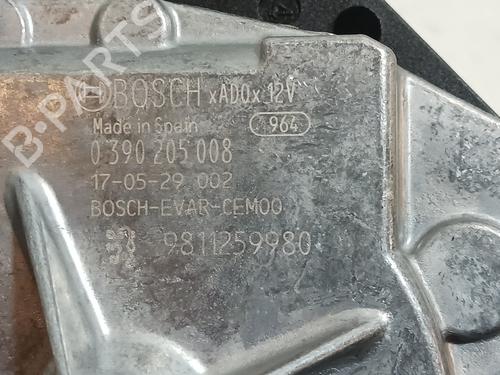 BOSCH xADOx 12V
Made in Spain 964
0 390 205 008
17-05-29 002
BOSCH-EVAR-CEM00
9811259980
B-PARTS